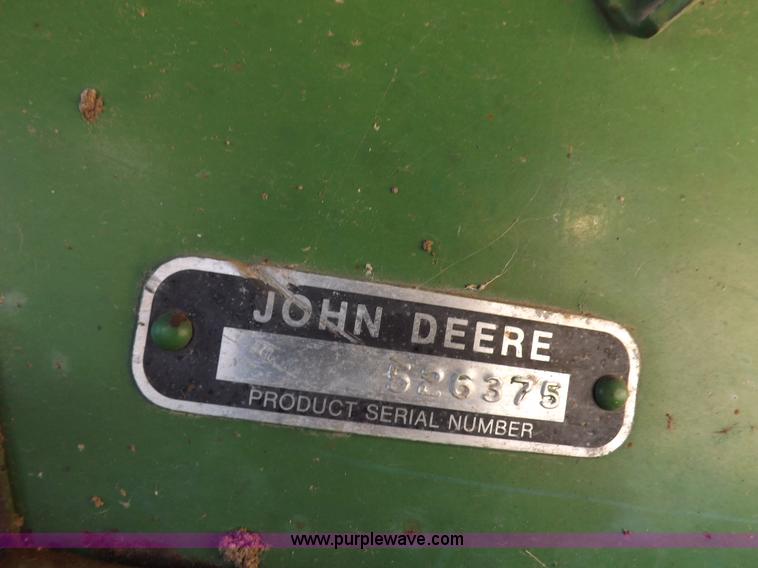 JOHN DEERE
526375
PRODUCT SERIAL NUMBER
www.purplewave.com